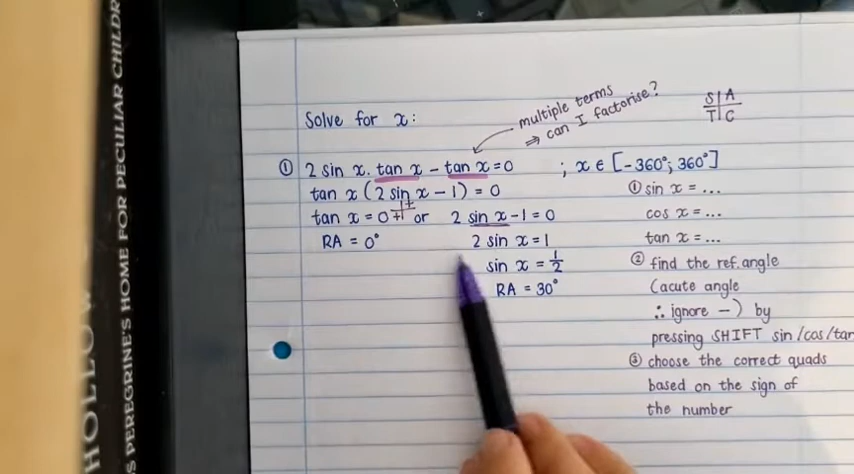 HOLLOW
S PEREGRINE'S HOME FOR PECULIAR CHILDR
Solve for x:
multiple terms
⇒ can I factorise?
S | A
T | C
① 2 sin x. tan x - tan x = 0 ; x ∈ [-360°; 360°]
tan x (2 sin x - 1) = 0
tan x = 0 or 2 sin x - 1 = 0
RA = 0°
2 sin x = 1
sin x = 1/2
RA = 30°
① sin x = ...
cos x = ...
tan x = ...
② find the ref. angle
(acute angle
∴ ignore -) by
pressing SHIFT sin/cos/tan
③ choose the correct quads
based on the sign of
the number